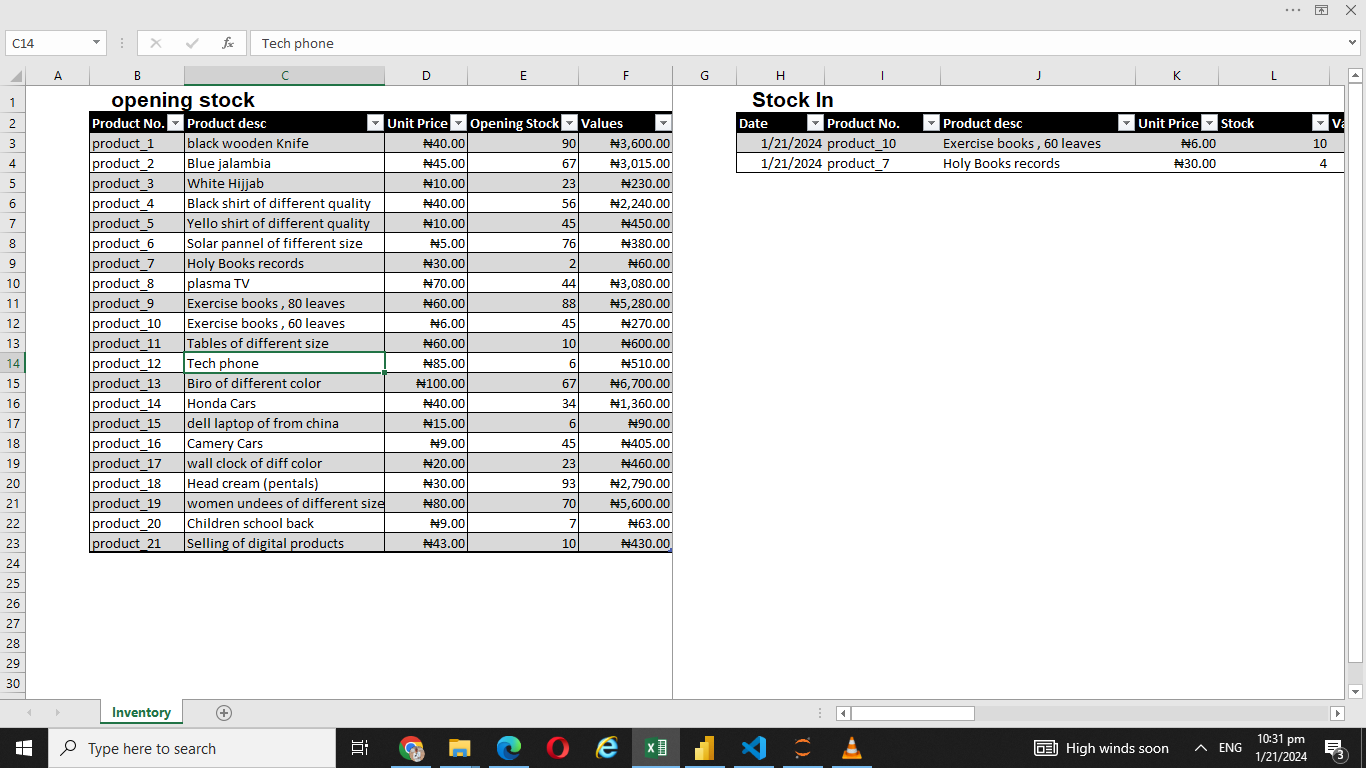 C14 fx Tech phone
A B C D E F G H I J K L
1 opening stock Stock In
2 Product No. Product desc Unit Price Opening Stock Values Date Product No. Product desc Unit Price Stock Va
3 product_1 black wooden Knife ₦40.00 90 ₦3,600.00 1/21/2024 product_10 Exercise books , 60 leaves ₦6.00 10
4 product_2 Blue jalambia ₦45.00 67 ₦3,015.00 1/21/2024 product_7 Holy Books records ₦30.00 4
5 product_3 White Hijjab ₦10.00 23 ₦230.00
6 product_4 Black shirt of different quality ₦40.00 56 ₦2,240.00
7 product_5 Yello shirt of different quality ₦10.00 45 ₦450.00
8 product_6 Solar pannel of fifferent size ₦5.00 76 ₦380.00
9 product_7 Holy Books records ₦30.00 2 ₦60.00
10 product_8 plasma TV ₦70.00 44 ₦3,080.00
11 product_9 Exercise books , 80 leaves ₦60.00 88 ₦5,280.00
12 product_10 Exercise books , 60 leaves ₦6.00 45 ₦270.00
13 product_11 Tables of different size ₦60.00 10 ₦600.00
14 product_12 Tech phone ₦85.00 6 ₦510.00
15 product_13 Biro of different color ₦100.00 67 ₦6,700.00
16 product_14 Honda Cars ₦40.00 34 ₦1,360.00
17 product_15 dell laptop of from china ₦15.00 6 ₦90.00
18 product_16 Camery Cars ₦9.00 45 ₦405.00
19 product_17 wall clock of diff color ₦20.00 23 ₦460.00
20 product_18 Head cream (pentals) ₦30.00 93 ₦2,790.00
21 product_19 women undees of different size ₦80.00 70 ₦5,600.00
22 product_20 Children school back ₦9.00 7 ₦63.00
23 product_21 Selling of digital products ₦43.00 10 ₦430.00
24
25
26
27
28
29
30
Inventory
Type here to search High winds soon ENG 10:31 pm
1/21/2024 3